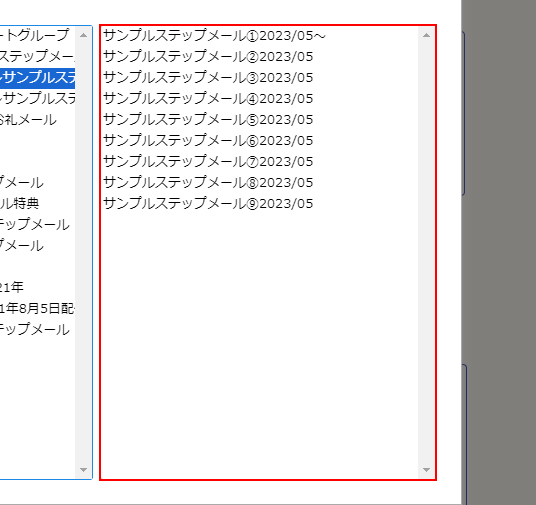 ートグループ
ステップメー
サンプルステ
サンプルステ
お礼メール
プメール
ル特典
テップメール
プメール
21年
1年8月5日配
テップメール
サンプルステップメール①2023/05～
サンプルステップメール②2023/05
サンプルステップメール③2023/05
サンプルステップメール④2023/05
サンプルステップメール⑤2023/05
サンプルステップメール⑥2023/05
サンプルステップメール⑦2023/05
サンプルステップメール⑧2023/05
サンプルステップメール⑨2023/05